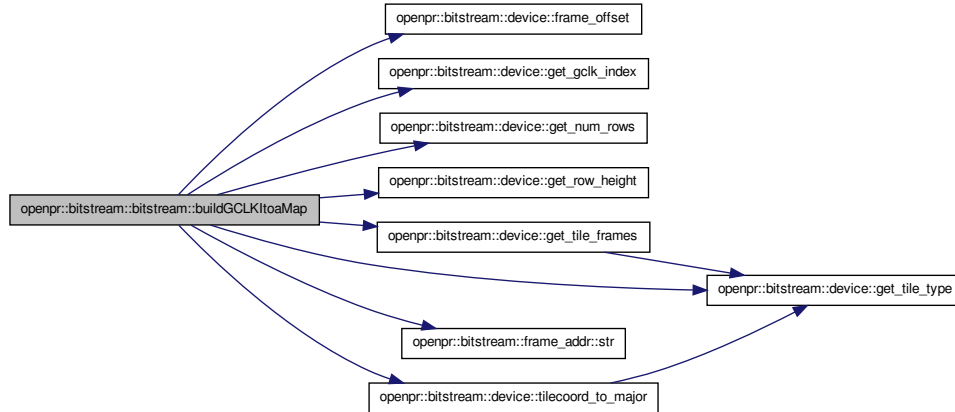 openpr::bitstream::device::frame_offset
openpr::bitstream::device::get_gclk_index
openpr::bitstream::device::get_num_rows
openpr::bitstream::device::get_row_height
openpr::bitstream::bitstream::buildGCLKItoaMap
openpr::bitstream::device::get_tile_frames
openpr::bitstream::device::get_tile_type
openpr::bitstream::frame_addr::str
openpr::bitstream::device::tilecoord_to_major